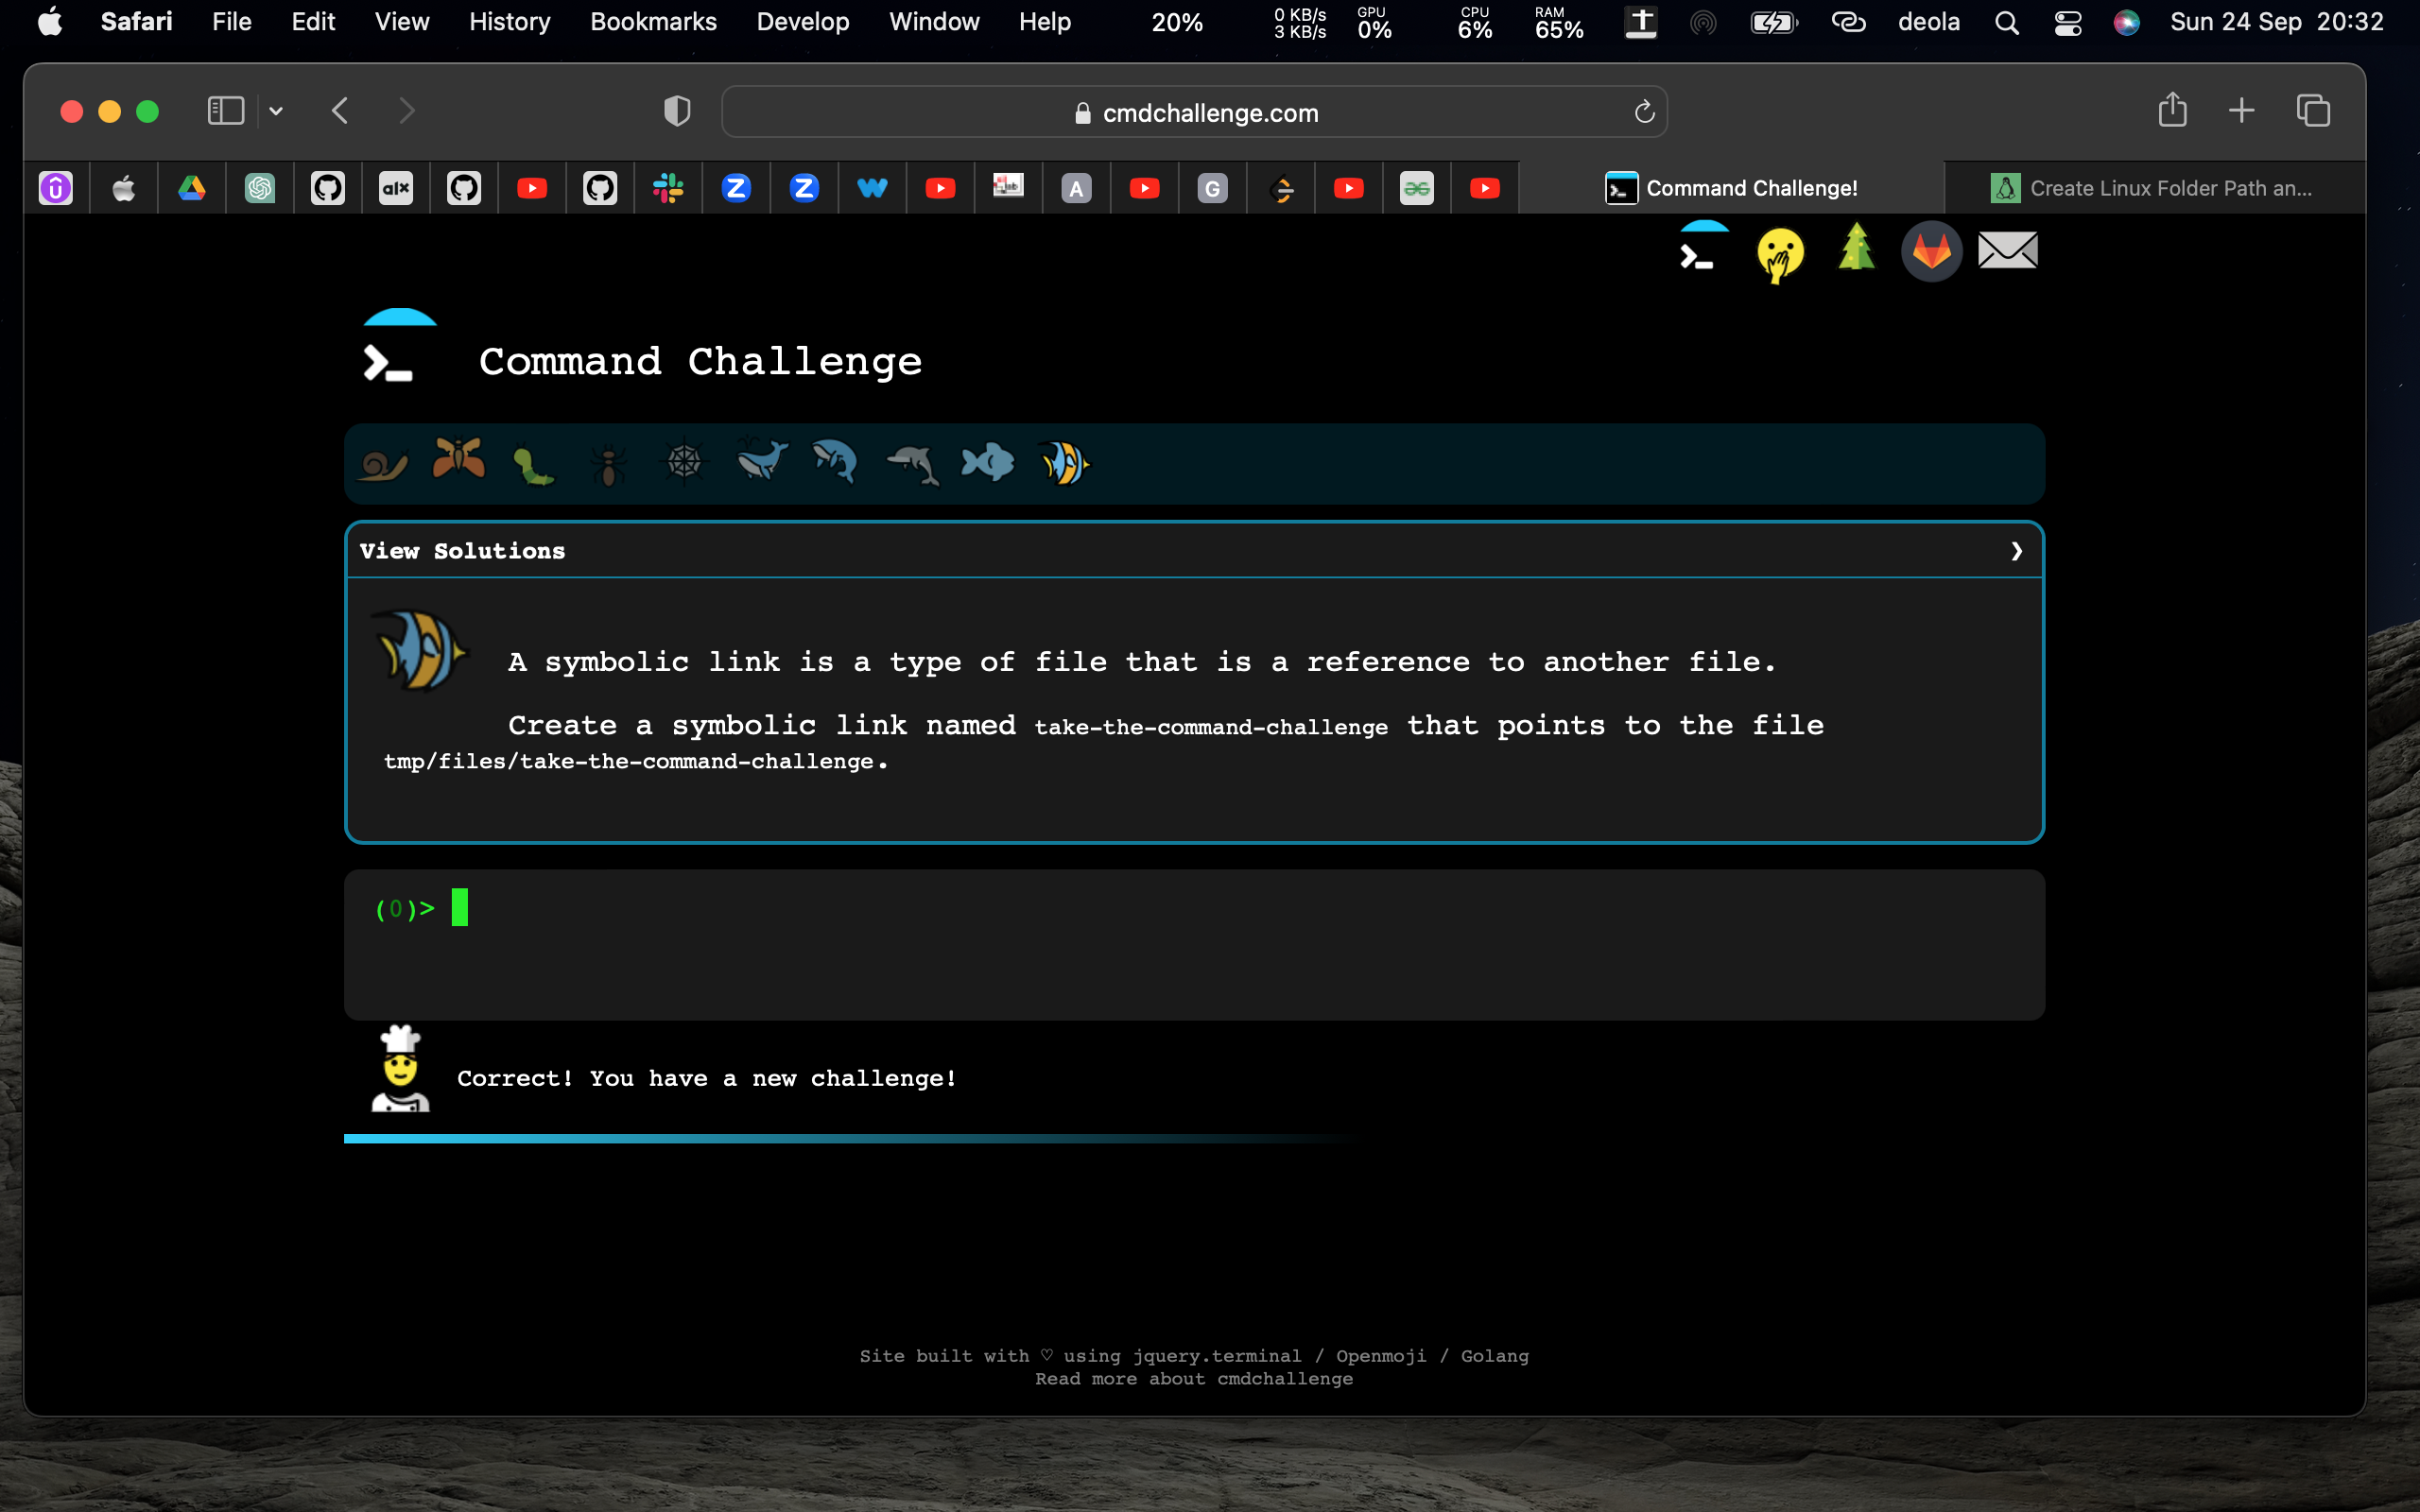 Safari File Edit View History Bookmarks Develop Window Help 20% 0 KB/s 3 KB/s GPU 0% CPU 6% RAM 65% deola Sun 24 Sep 20:32
cmdchallenge.com
alx A G Command Challenge! Create Linux Folder Path an...
Command Challenge
View Solutions
A symbolic link is a type of file that is a reference to another file.
Create a symbolic link named take-the-command-challenge that points to the file
tmp/files/take-the-command-challenge.
(0)>
Correct! You have a new challenge!
Site built with ♡ using jquery.terminal / Openmoji / Golang
Read more about cmdchallenge